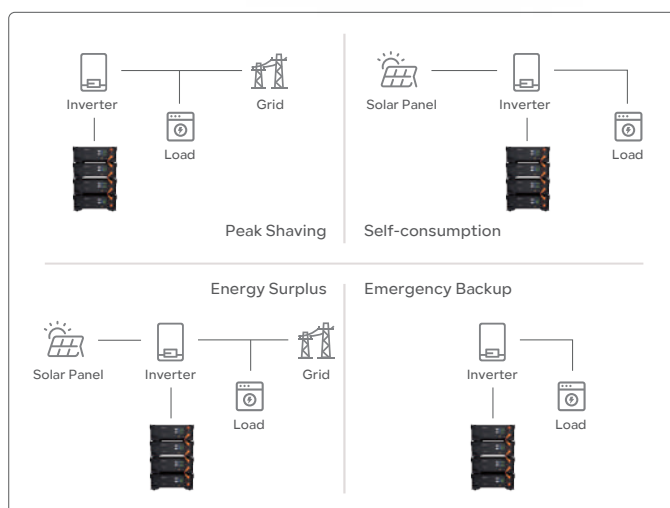 Inverter
Grid
Load
Peak Shaving
Solar Panel
Inverter
Load
Self-consumption
Energy Surplus
Solar Panel
Inverter
Grid
Load
Emergency Backup
Inverter
Load